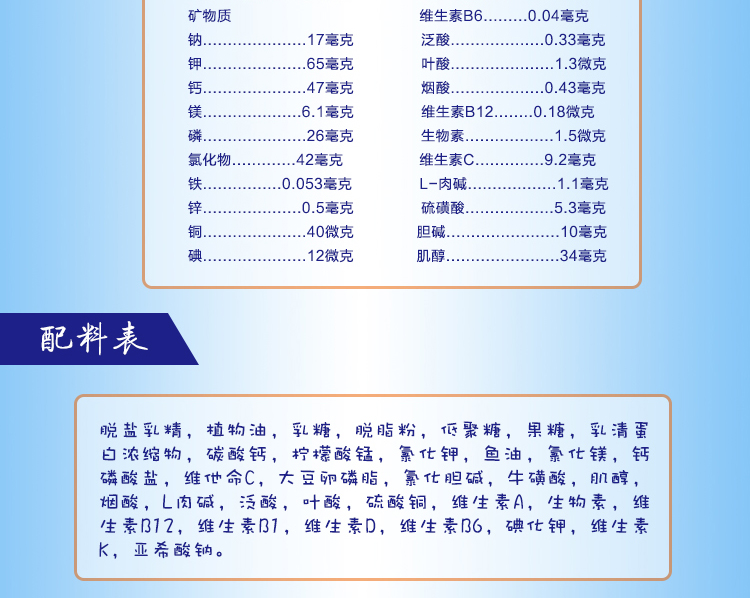 矿物质 维生素B6.........0.04毫克
钠.....................17毫克 泛酸...................0.33毫克
钾.....................65毫克 叶酸.....................1.3微克
钙.....................47毫克 烟酸...................0.43毫克
镁....................6.1毫克 维生素B12........0.18微克
磷.....................26毫克 生物素..................1.5微克
氯化物.............42毫克 维生素C..............9.2毫克
铁................0.053毫克 L-肉碱..................1.1毫克
锌....................0.5毫克 硫磺酸..................5.3毫克
铜.....................40微克 胆碱.......................10毫克
碘.....................12微克 肌醇.......................34毫克
配料表
脱盐乳精，植物油，乳糖，脱脂粉，低聚糖，果糖，乳清蛋
白浓缩物，碳酸钙，柠檬酸锰，氯化钾，鱼油，氯化镁，钙
磷酸盐，维他命C，大豆卵磷脂，氯化胆碱，牛磺酸，肌醇，
烟酸，L肉碱，泛酸，叶酸，硫酸铜，维生素A，生物素，维
生素B12，维生素B1，维生素D，维生素B6，碘化钾，维生素
K，亚希酸钠。